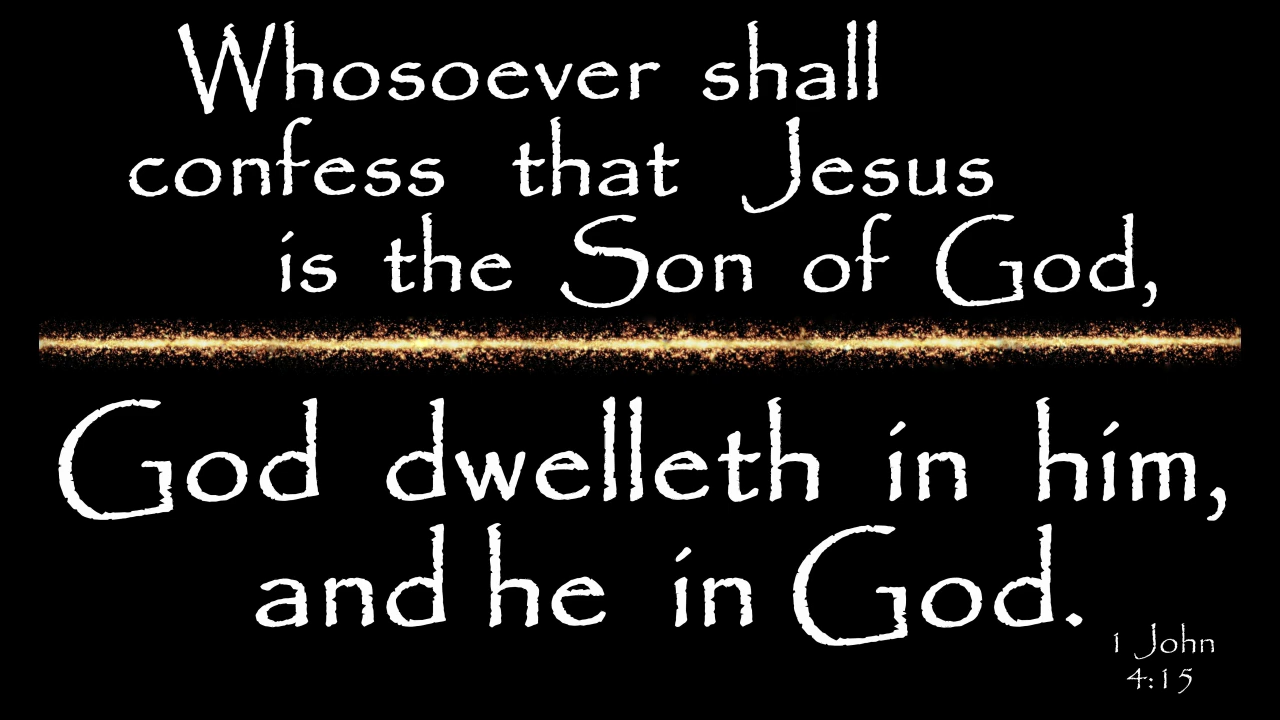 Whosoever shall
confess that Jesus
is the Son of God,
God dwelleth in him,
and he in God.
1 John
4:15